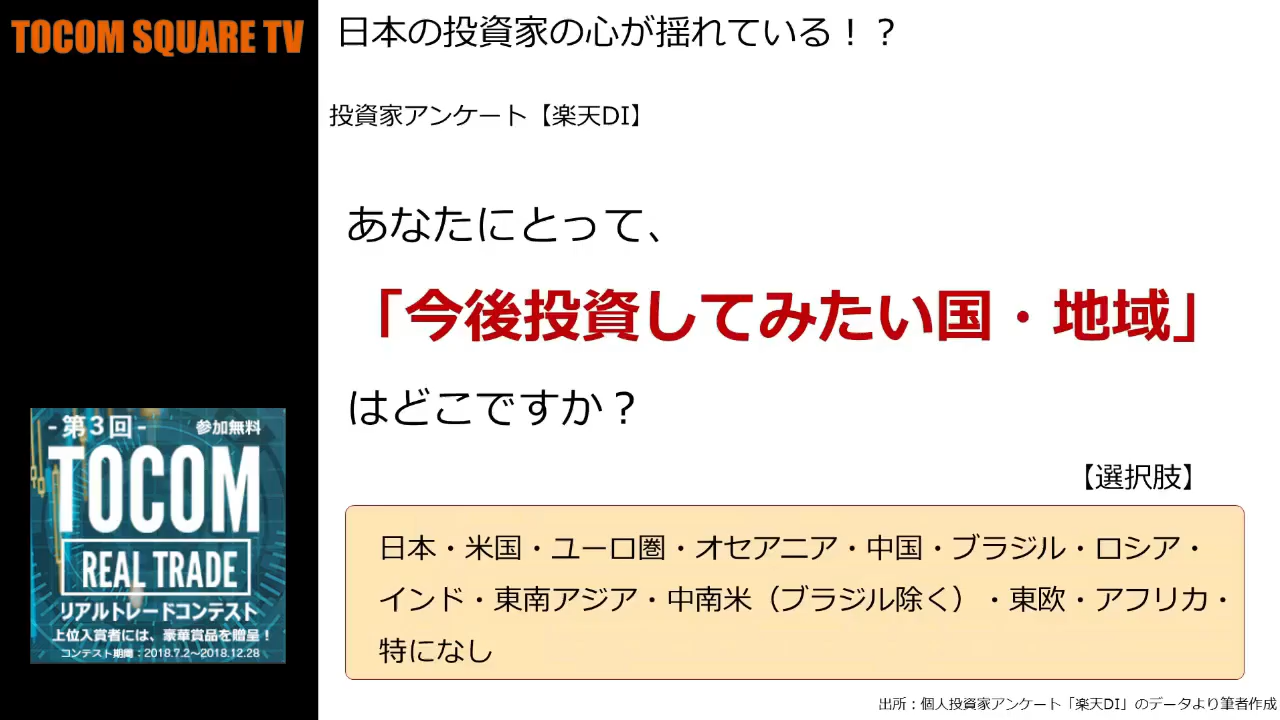 TOCOM SQUARE TV
日本の投資家の心が揺れている！？
投資家アンケート【楽天DI】
あなたにとって、
「今後投資してみたい国・地域」
はどこですか？
【選択肢】
日本・米国・ユーロ圏・オセアニア・中国・ブラジル・ロシア・
インド・東南アジア・中南米（ブラジル除く）・東欧・アフリカ・
特になし
出所：個人投資家アンケート「楽天DI」のデータより筆者作成
-第3回-
参加無料
TOCOM
REAL TRADE
リアルトレードコンテスト
上位入賞者には、豪華賞品を贈呈！
コンテスト期間：2018.7.2～2018.12.28